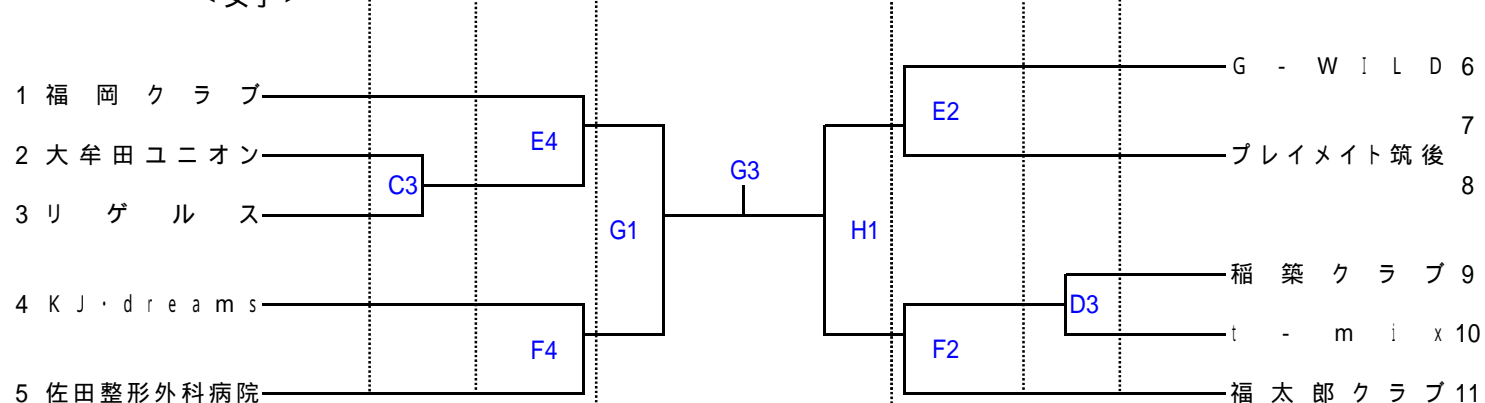 1 福岡クラブ
2 大牟田ユニオン
3 リゲルス
4 KJ・dreams
5 佐田整形外科病院
C3
E4
F4
G1
G3
H1
E2
F2
D3
G-WILD 6
7
プレイメイト筑後
8
稲築クラブ 9
t-mix 10
福太郎クラブ 11